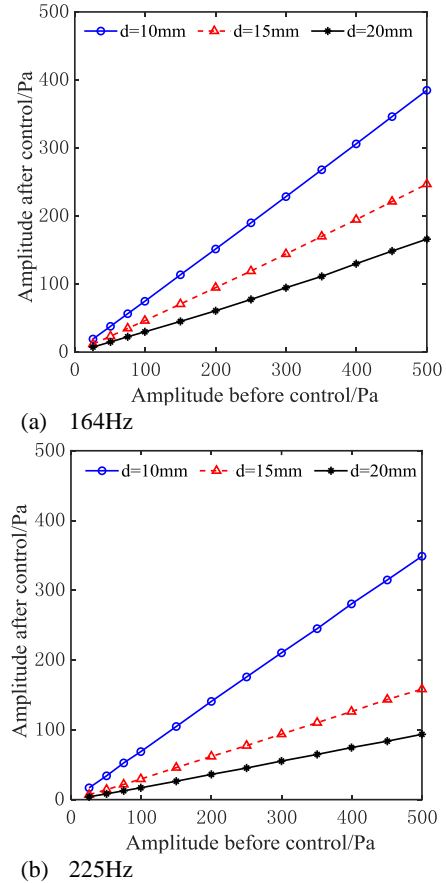 500
d=10mm d=15mm d=20mm
400
300
200
100
0
0 100 200 300 400 500
Amplitude after control/Pa
Amplitude before control/Pa
(a) 164Hz
500
d=10mm d=15mm d=20mm
400
300
200
100
0
0 100 200 300 400 500
Amplitude after control/Pa
Amplitude before control/Pa
(b) 225Hz